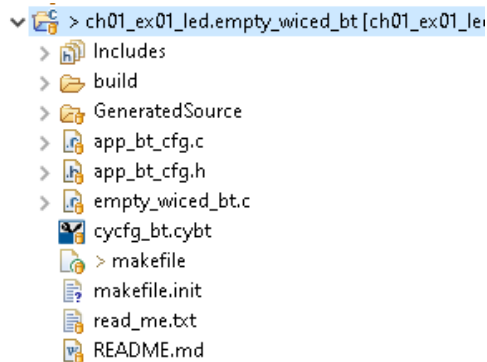 > ch01_ex01_led.empty_wiced_bt [ch01_ex01_le
Includes
build
GeneratedSource
app_bt_cfg.c
app_bt_cfg.h
empty_wiced_bt.c
cycfg_bt.cybt
> makefile
makefile.init
read_me.txt
README.md